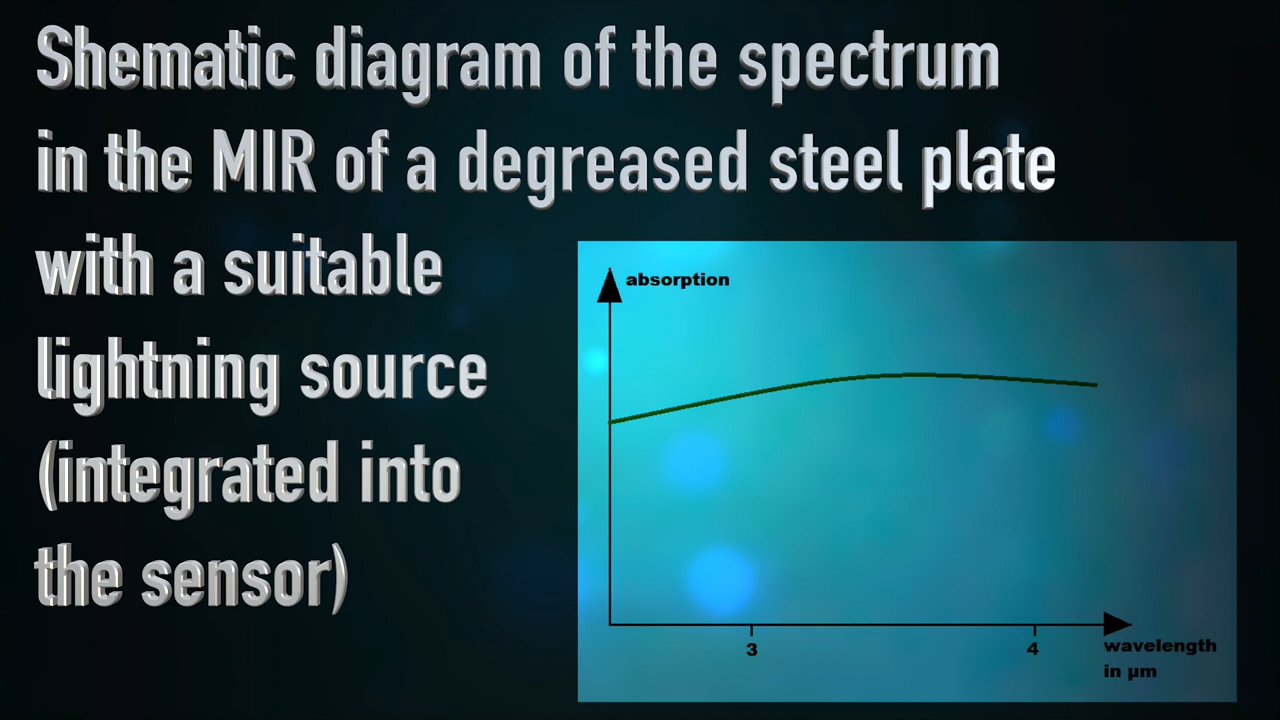 Shematic diagram of the spectrum
in the MIR of a degreased steel plate
with a suitable
lightning source
(integrated into
the sensor)
absorption
3
4
wavelength
in µm